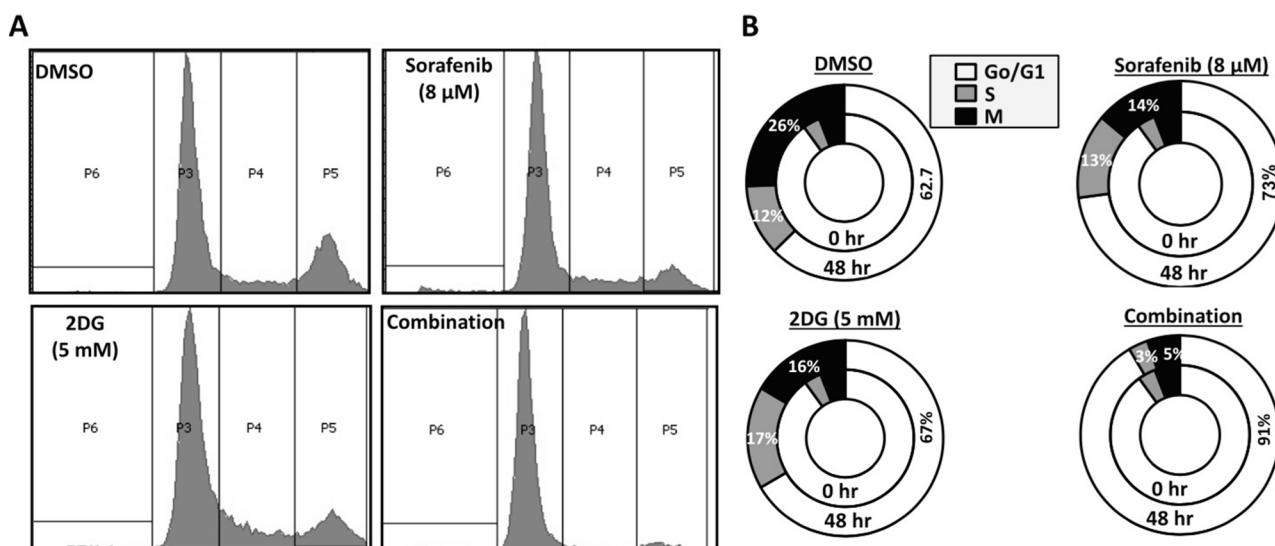 A
DMSO
P6
P3
P4
P5
Sorafenib
(8 µM)
P6
P3
P4
P5
2DG
(5 mM)
P6
P3
P4
P5
Combination
P6
P3
P4
P5
B
DMSO
26%
12%
62.7
0 hr
48 hr
Go/G1
S
M
Sorafenib (8 µM)
14%
13%
73%
0 hr
48 hr
2DG (5 mM)
16%
17%
67%
0 hr
48 hr
Combination
3%
5%
91%
0 hr
48 hr